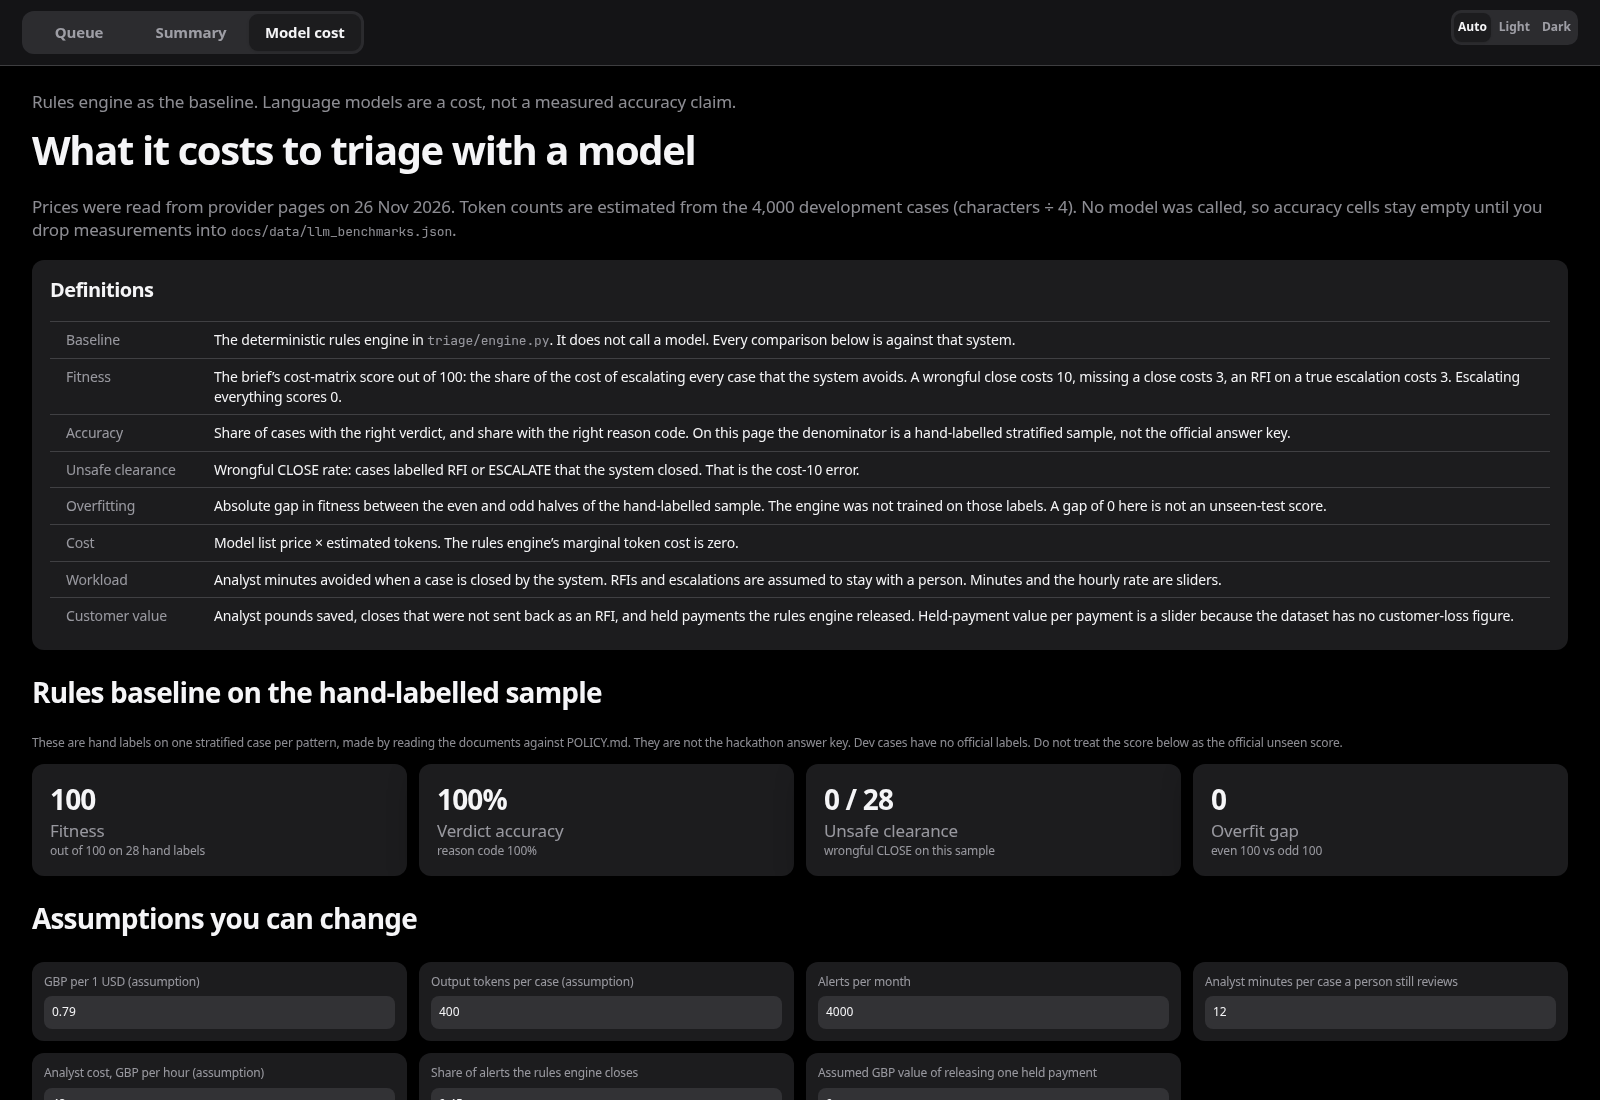 Queue
Summary
Model cost
Auto
Light
Dark
Rules engine as the baseline. Language models are a cost, not a measured accuracy claim.
What it costs to triage with a model
Prices were read from provider pages on 26 Nov 2026. Token counts are estimated from the 4,000 development cases (characters ÷ 4). No model was called, so accuracy cells stay empty until you
drop measurements into docs/data/llm_benchmarks.json.
Definitions
Baseline
The deterministic rules engine in triage/engine.py. It does not call a model. Every comparison below is against that system.
Fitness
The brief’s cost-matrix score out of 100: the share of the cost of escalating every case that the system avoids. A wrongful close costs 10, missing a close costs 3, an RFI on a true escalation costs 3. Escalating
everything scores 0.
Accuracy
Share of cases with the right verdict, and share with the right reason code. On this page the denominator is a hand-labelled stratified sample, not the official answer key.
Unsafe clearance
Wrongful CLOSE rate: cases labelled RFI or ESCALATE that the system closed. That is the cost-10 error.
Overfitting
Absolute gap in fitness between the even and odd halves of the hand-labelled sample. The engine was not trained on those labels. A gap of 0 here is not an unseen-test score.
Cost
Model list price × estimated tokens. The rules engine’s marginal token cost is zero.
Workload
Analyst minutes avoided when a case is closed by the system. RFIs and escalations are assumed to stay with a person. Minutes and the hourly rate are sliders.
Customer value
Analyst pounds saved, closes that were not sent back as an RFI, and held payments the rules engine released. Held-payment value per payment is a slider because the dataset has no customer-loss figure.
Rules baseline on the hand-labelled sample
These are hand labels on one stratified case per pattern, made by reading the documents against POLICY.md. They are not the hackathon answer key. Dev cases have no official labels. Do not treat the score below as the official unseen score.
100
Fitness
out of 100 on 28 hand labels
100%
Verdict accuracy
reason code 100%
0 / 28
Unsafe clearance
wrongful CLOSE on this sample
0
Overfit gap
even 100 vs odd 100
Assumptions you can change
GBP per 1 USD (assumption)
0.79
Output tokens per case (assumption)
400
Alerts per month
4000
Analyst minutes per case a person still reviews
12
Analyst cost, GBP per hour (assumption)
Share of alerts the rules engine closes
Assumed GBP value of releasing one held payment